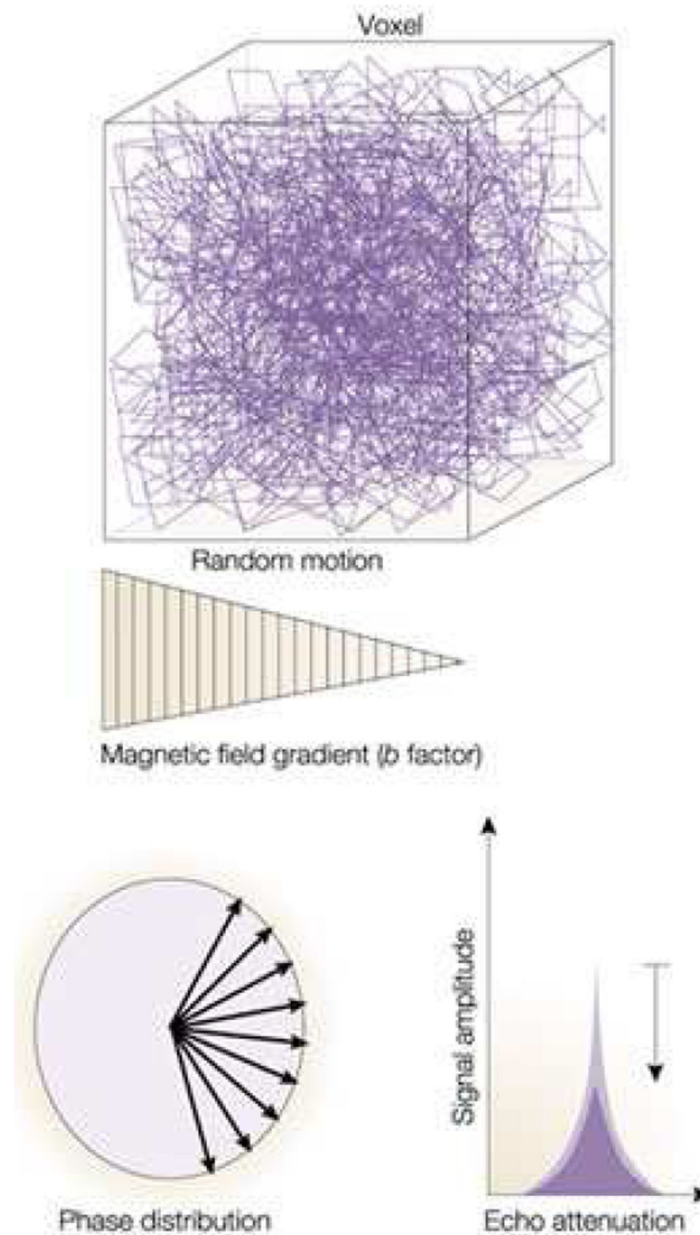 Voxel
Random motion
Magnetic field gradient (b factor)
Signal amplitude
Phase distribution
Echo attenuation